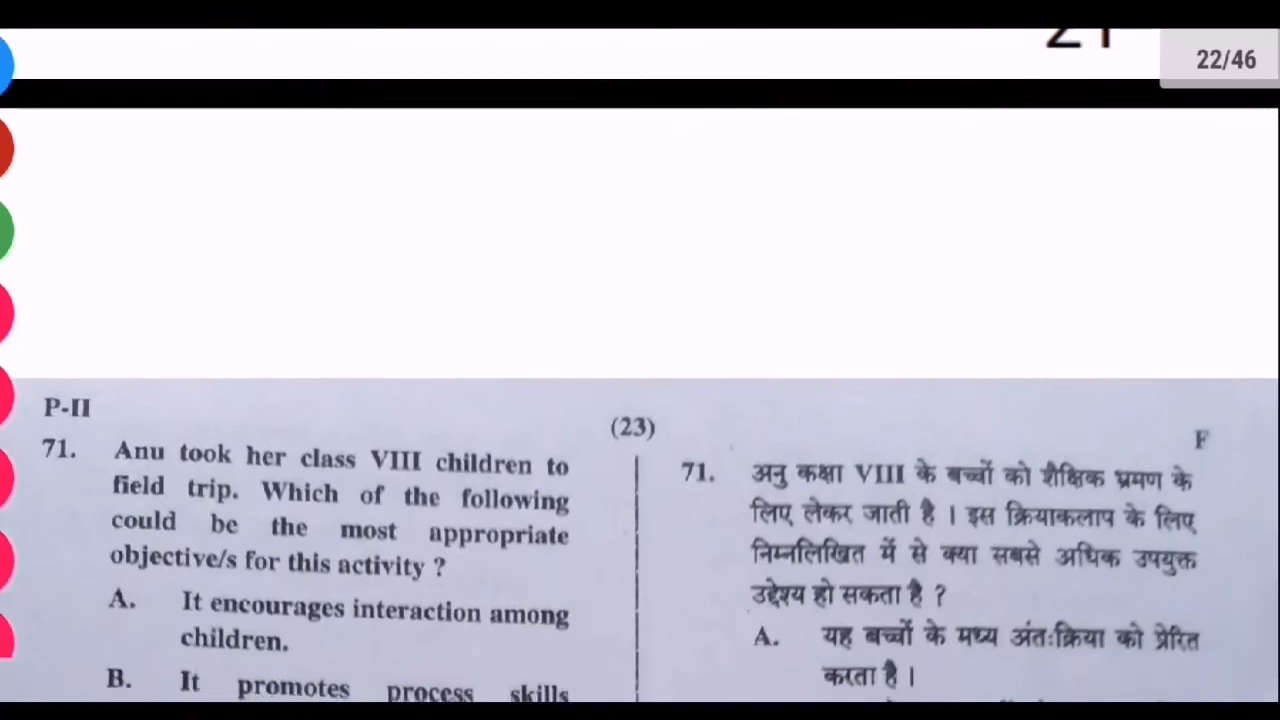 22/46
P-II
(23)
F
71. Anu took her class VIII children to
field trip. Which of the following
could be the most appropriate
objective/s for this activity ?
A. It encourages interaction among
children.
B. It promotes process skills
71. अनु कक्षा VIII के बच्चों को शैक्षिक भ्रमण के
लिए लेकर जाती है । इस क्रियाकलाप के लिए
निम्नलिखित में से क्या सबसे अधिक उपयुक्त
उद्देश्य हो सकता है ?
A. यह बच्चों के मध्य अंतःक्रिया को प्रेरित
करता है ।